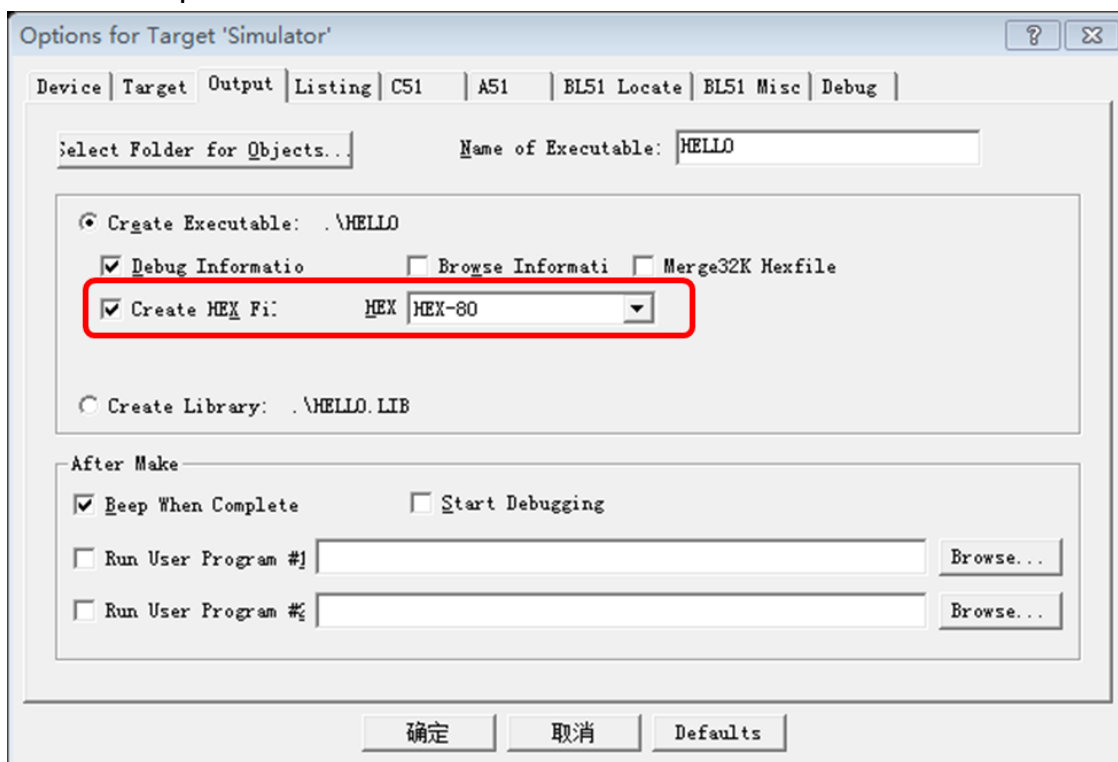 Options for Target 'Simulator'
Device Target Output Listing C51 A51 BL51 Locate BL51 Misc Debug
Select Folder for Objects... Name of Executable: HELLO
Create Executable: .\HELLO
Debug Informatio Browse Informati Merge32K Hexfile
Create HEX Fi HEX HEX-80
Create Library: .\HELLO.LIB
After Make
Beep When Complete Start Debugging
Run User Program #1 Browse...
Run User Program #2 Browse...
确定 取消 Defaults